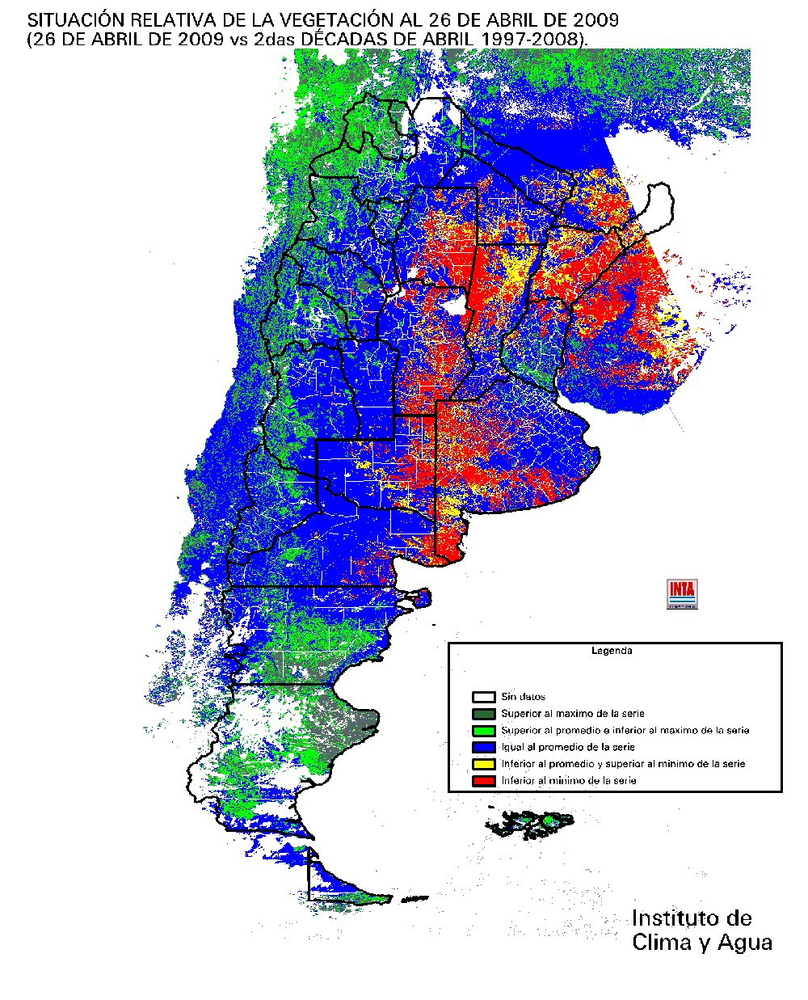 SITUACIÓN RELATIVA DE LA VEGETACIÓN AL 26 DE ABRIL DE 2009
(26 DE ABRIL DE 2009 vs 2das DÉCADAS DE ABRIL 1997-2008).
INTA
Legenda
Sin datos
Superior al maximo de la serie
Superior al promedio e inferior al maximo de la serie
Igual al promedio de la serie
Inferior al promedio y superior al minimo de la serie
Inferior al minimo de la serie
Instituto de
Clima y Agua